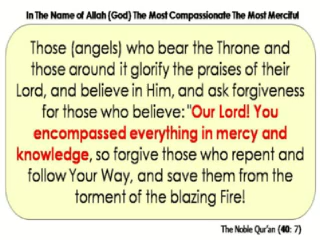 In The Name of Allah (God) The Most Compassionate The Most Merciful
Those (angels) who bear the Throne and
those around it glorify the praises of their
Lord, and believe in Him, and ask forgiveness
for those who believe: "Our Lord! You
encompassed everything in mercy and
knowledge, so forgive those who repent and
follow Your Way, and save them from the
torment of the blazing Fire!
The Noble Qur'an (40: 7)